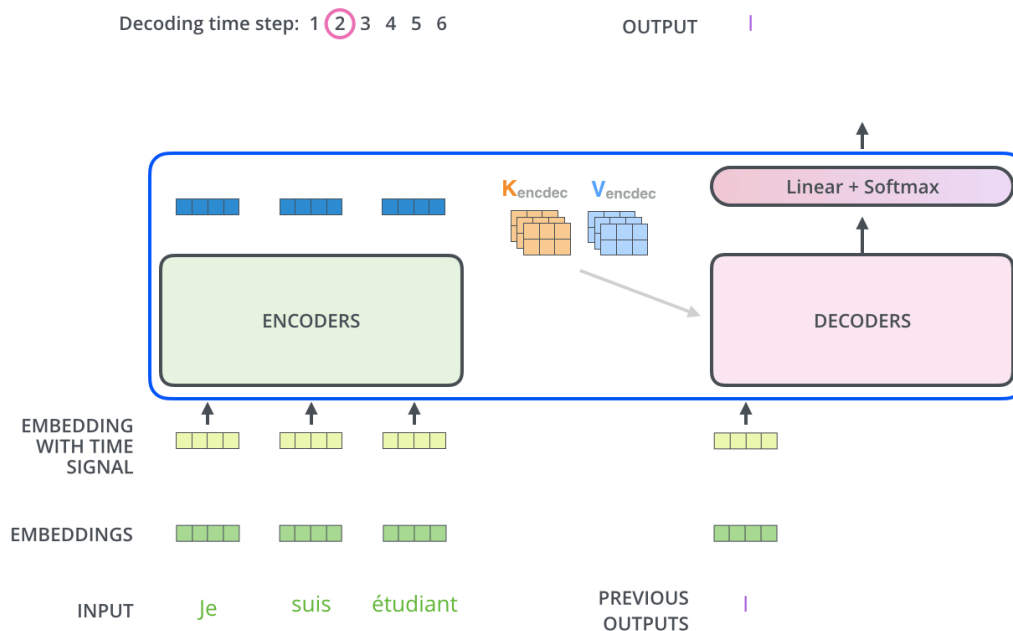 Decoding time step: 1 2 3 4 5 6
OUTPUT I
Kencdec Vencdec
Linear + Softmax
ENCODERS
DECODERS
EMBEDDING
WITH TIME
SIGNAL
EMBEDDINGS
INPUT Je suis étudiant
PREVIOUS
OUTPUTS I